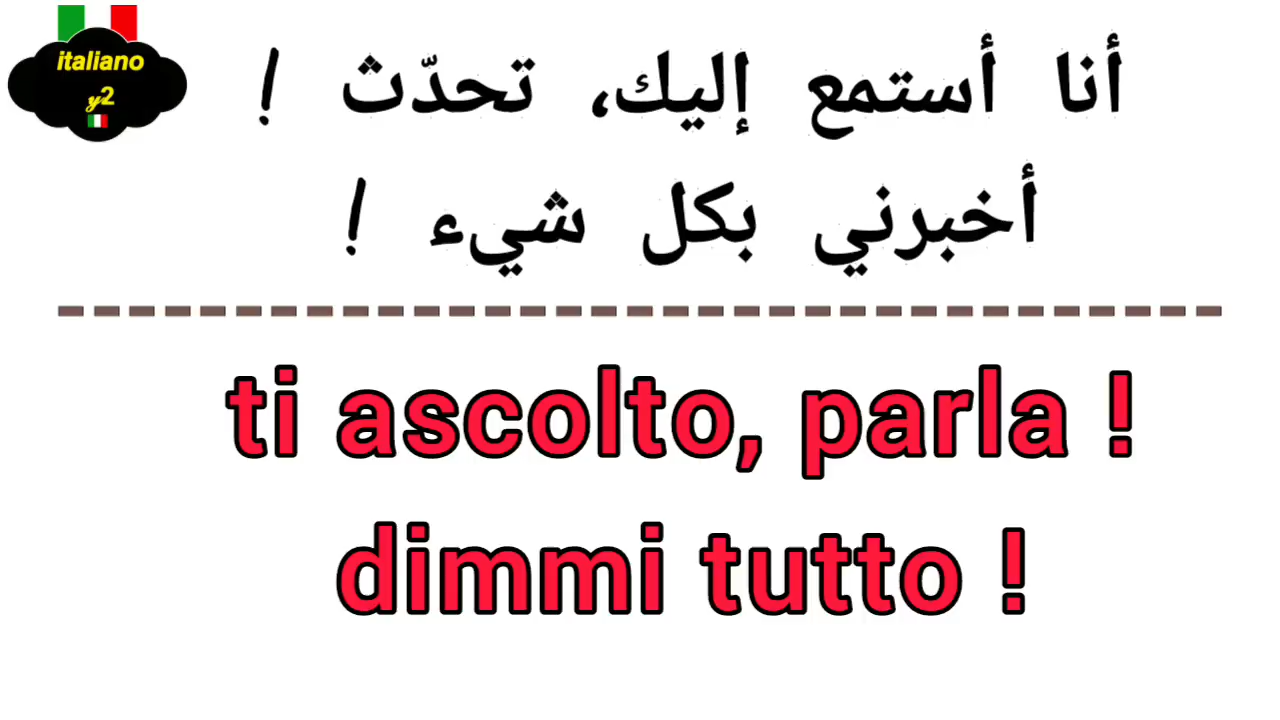 italiano
y2
أنا أستمع إليك، تحدّث !
أخبرني بكل شيء !
ti ascolto, parla !
dimmi tutto !